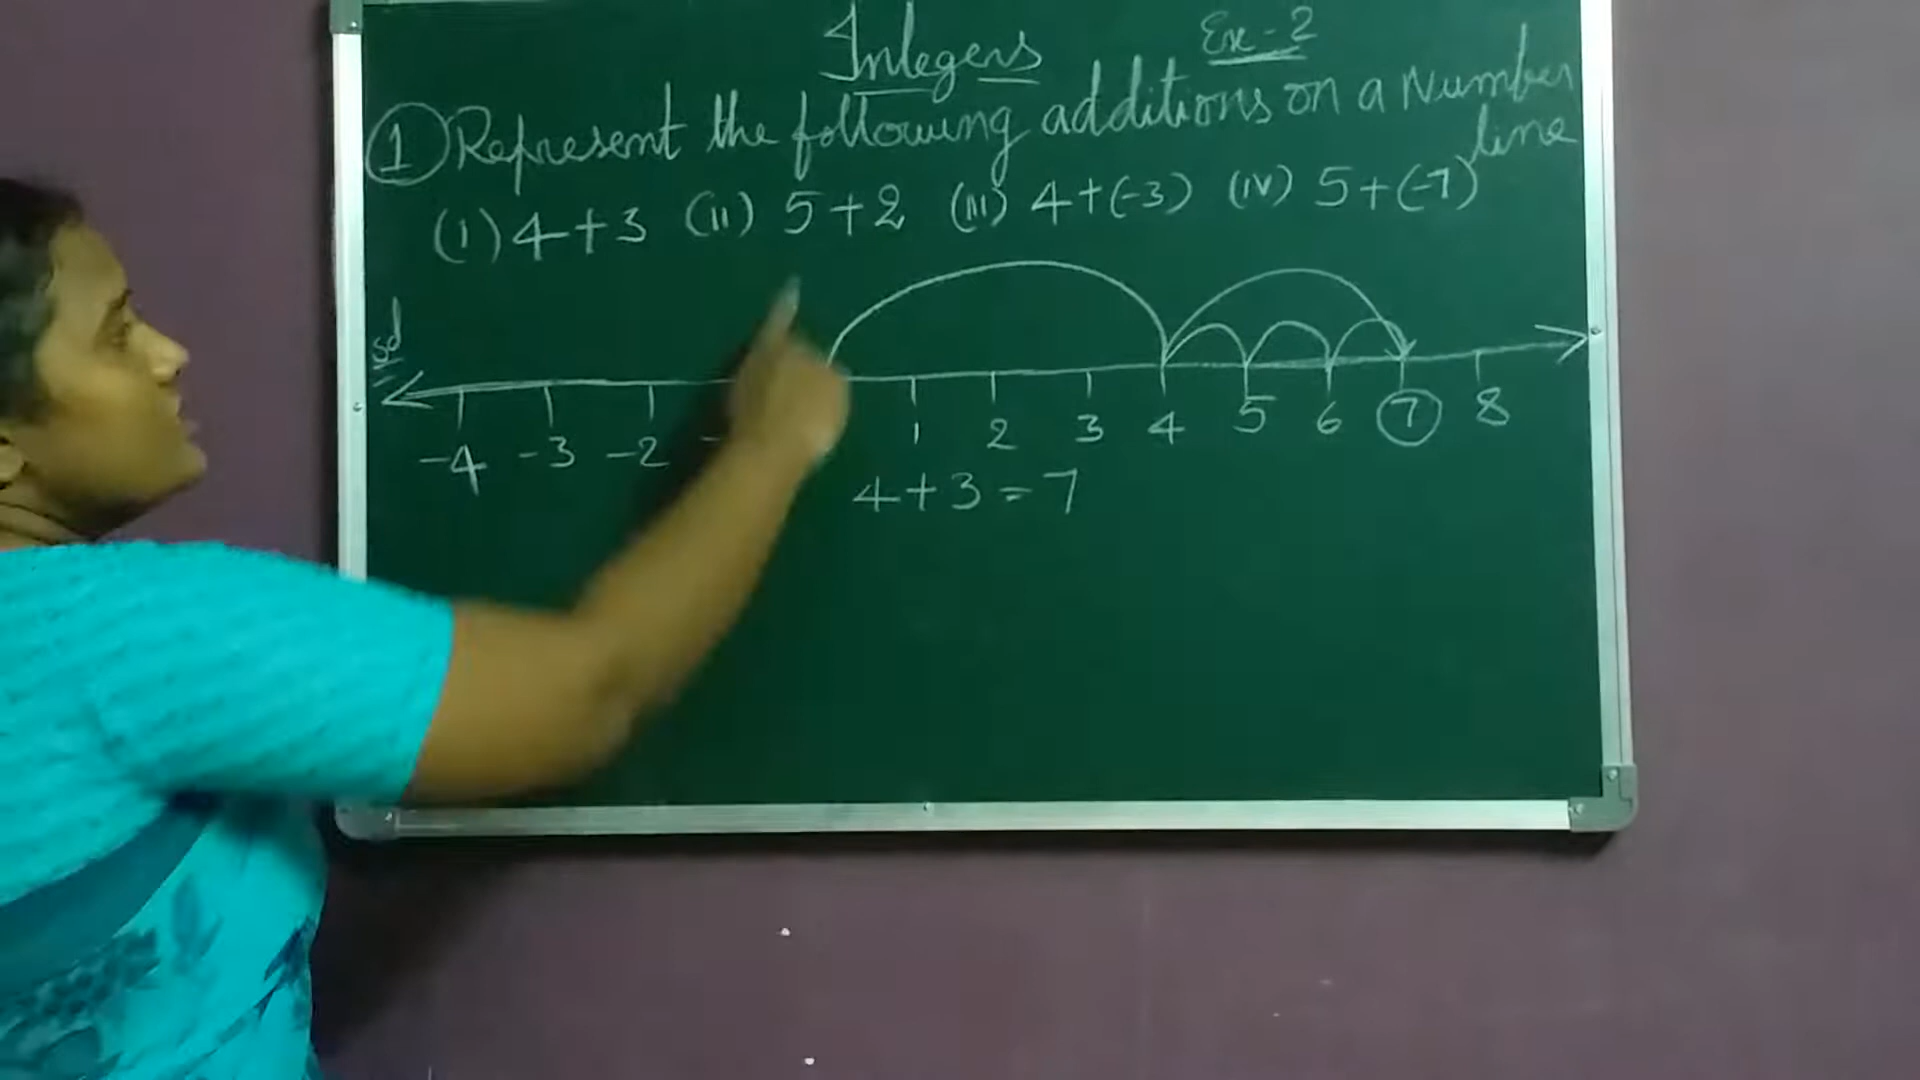 Integers Ex-2
① Represent the following additions on a Number
line
(i) 4+3 (ii) 5+2 (iii) 4+(-3) (iv) 5+(-7)
-4 -3 -2 - 1 2 3 4 5 6 7 8
4+3=7